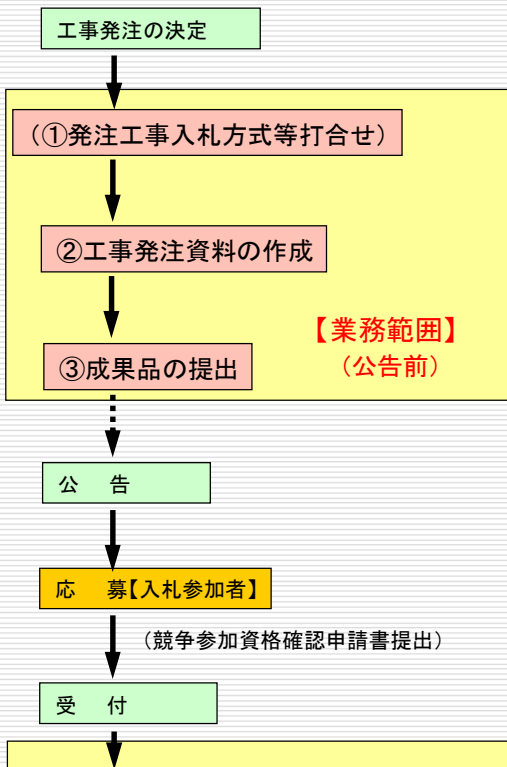 工事発注の決定
（①発注工事入札方式等打合せ）
②工事発注資料の作成
【業務範囲】
（公告前）
③成果品の提出
公　告
応　募【入札参加者】
（競争参加資格確認申請書提出）
受　付